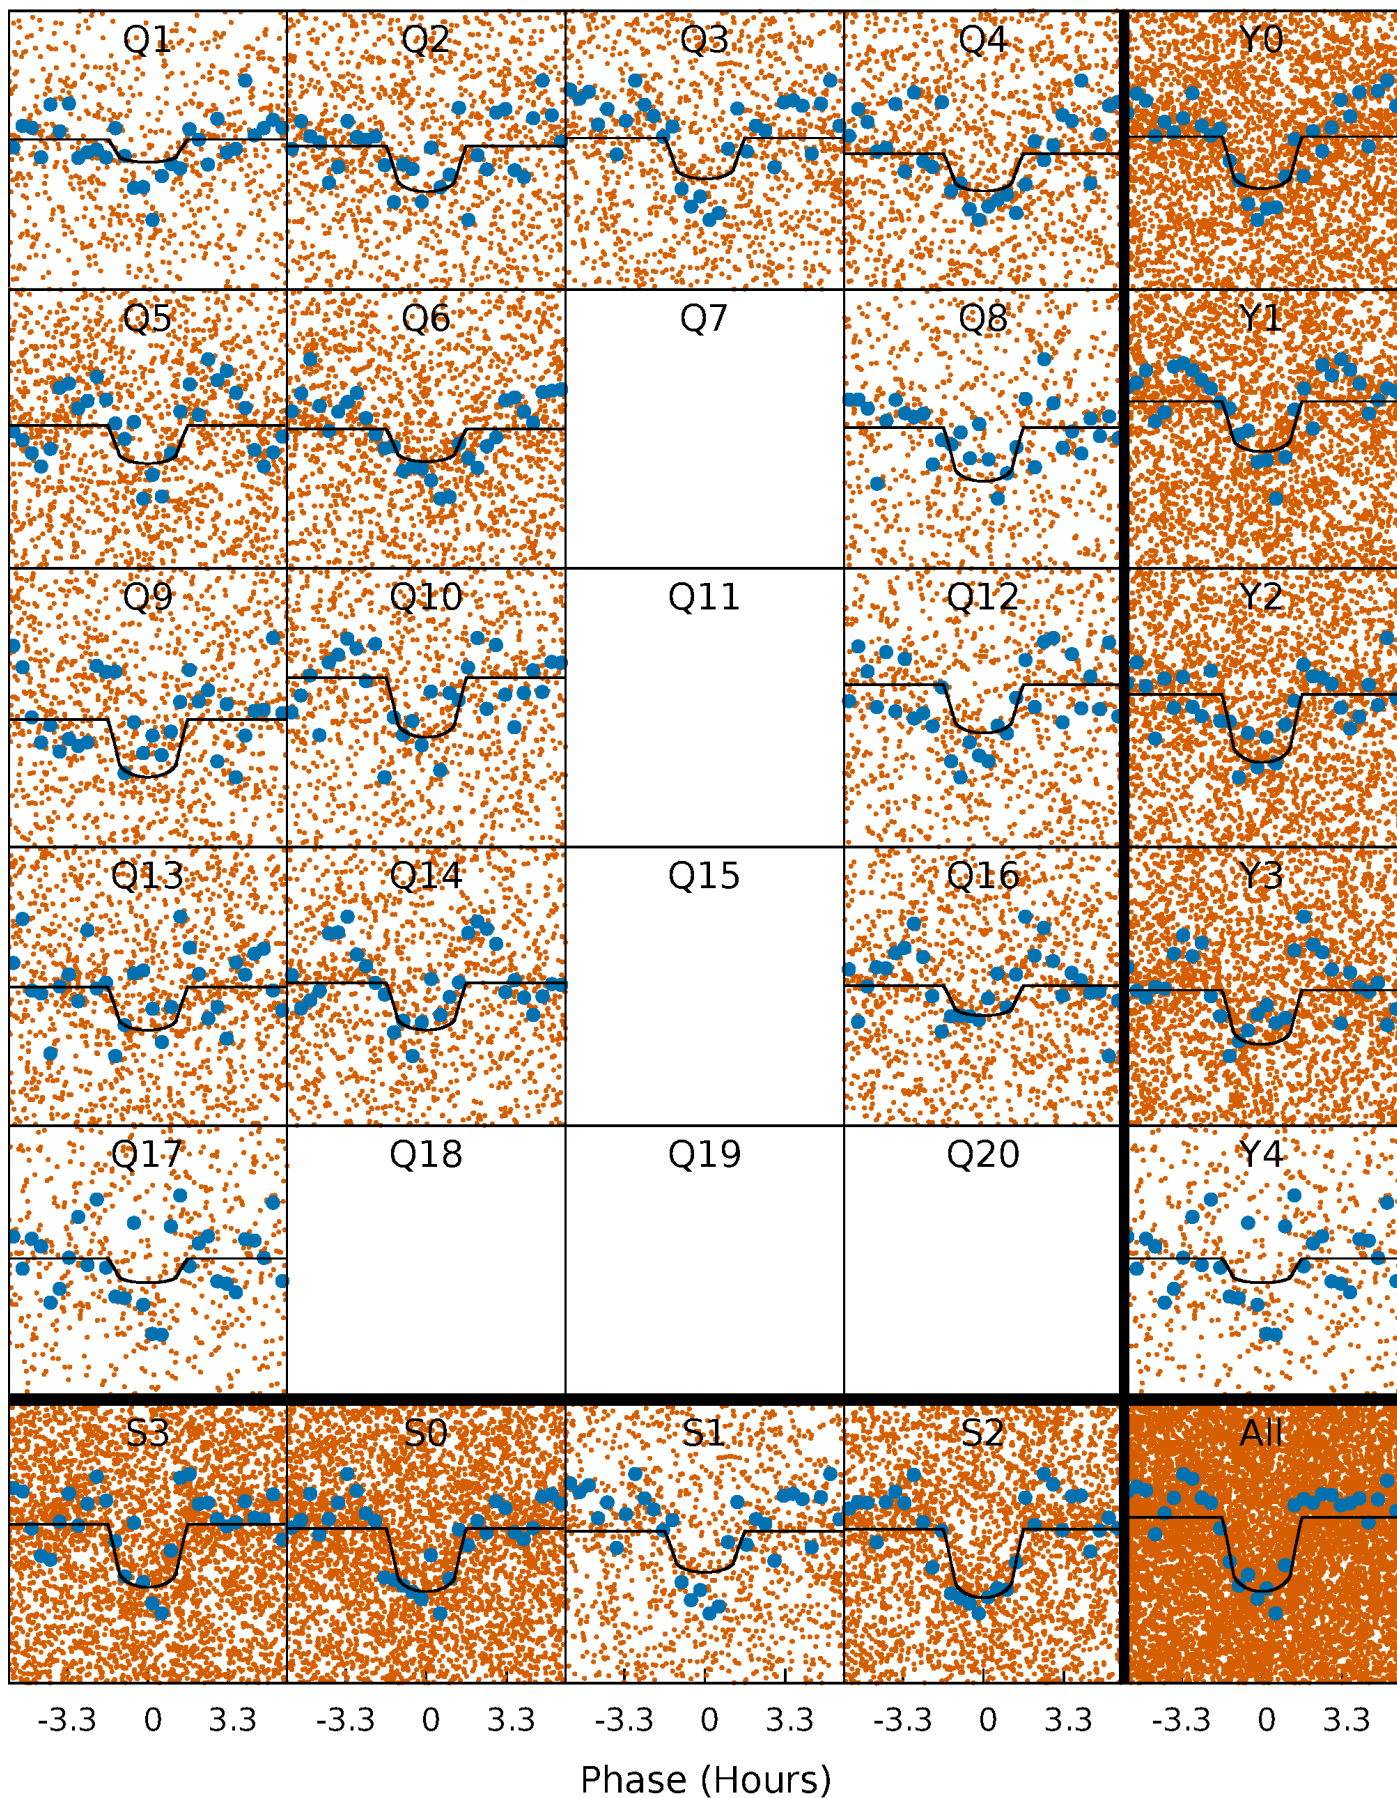 Q1 Q2 Q3 Q4 Y0
Q5 Q6 Q7 Q8 Y1
Q9 Q10 Q11 Q12 Y2
Q13 Q14 Q15 Q16 Y3
Q17 Q18 Q19 Q20 Y4
S3 S0 S1 S2 All
-3.3 0 3.3 -3.3 0 3.3 -3.3 0 3.3 -3.3 0 3.3 -3.3 0 3.3
Phase (Hours)